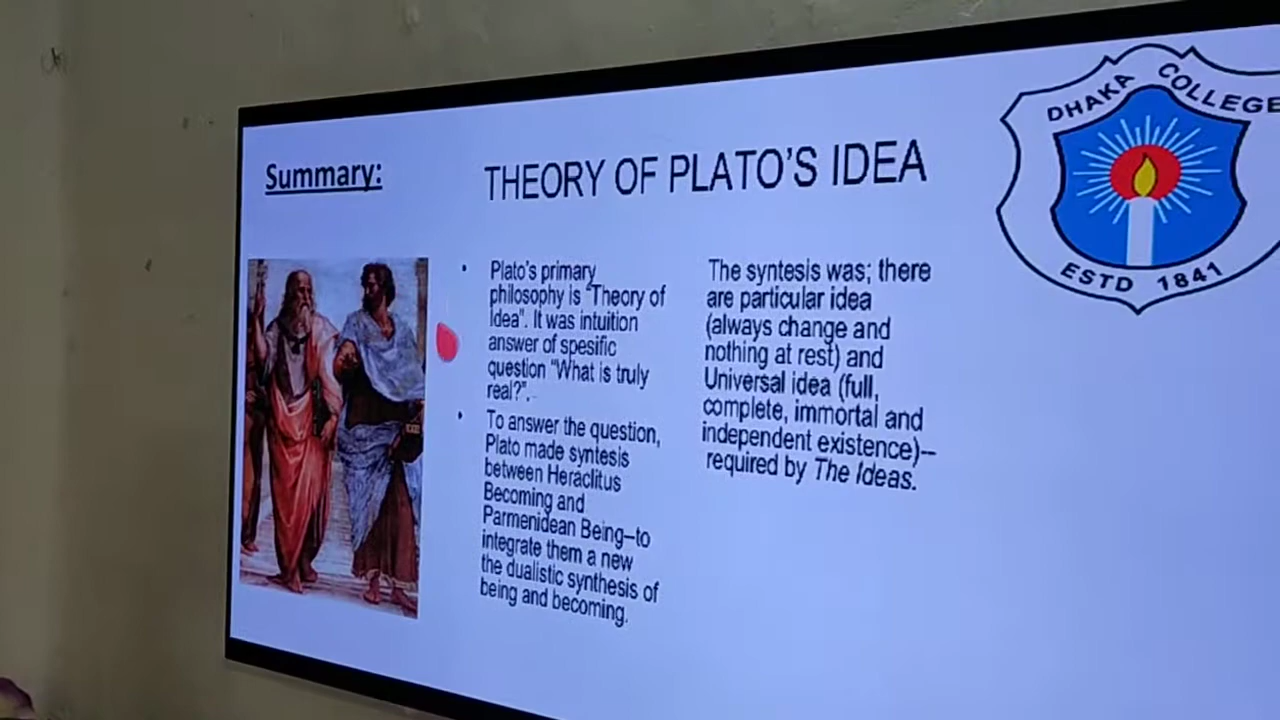 Summary:
THEORY OF PLATO'S IDEA
DHAKA COLLEGE
ESTD 1841
• Plato's primary
philosophy is "Theory of
Idea". It was intuition
answer of spesific
question "What is truly
real?".
• To answer the question,
Plato made syntesis
between Heraclitus
Becoming and
Parmenidean Being–to
integrate them a new
the dualistic synthesis of
being and becoming.
The syntesis was; there
are particular idea
(always change and
nothing at rest) and
Universal idea (full,
complete, immortal and
independent existence)–
required by The Ideas.